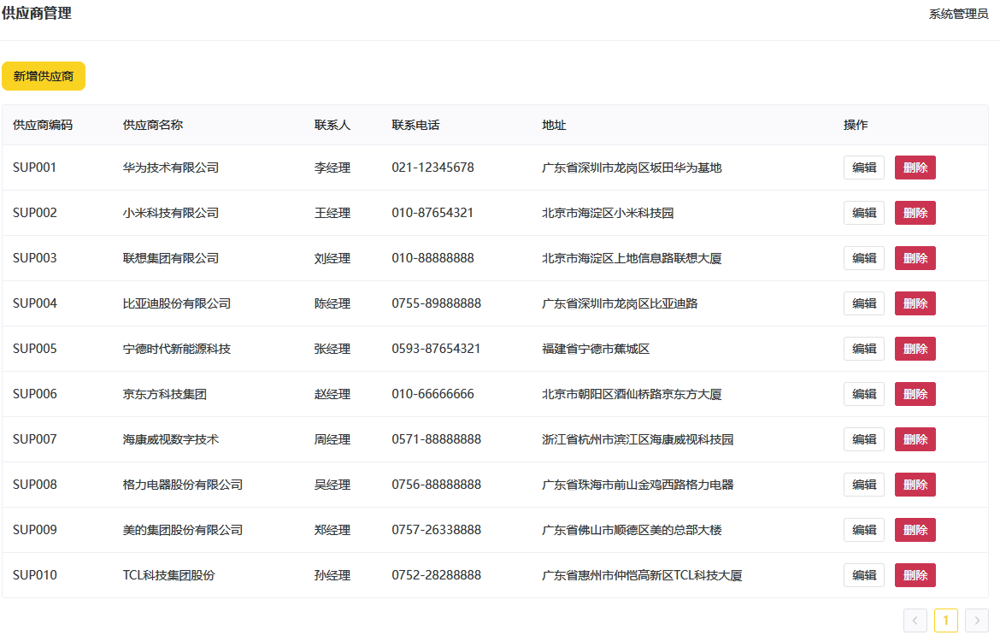 供应商管理 系统管理员
新增供应商
供应商编码 供应商名称 联系人 联系电话 地址 操作
SUP001 华为技术有限公司 李经理 021-12345678 广东省深圳市龙岗区坂田华为基地 编辑 删除
SUP002 小米科技有限公司 王经理 010-87654321 北京市海淀区小米科技园 编辑 删除
SUP003 联想集团有限公司 刘经理 010-88888888 北京市海淀区上地信息路联想大厦 编辑 删除
SUP004 比亚迪股份有限公司 陈经理 0755-89888888 广东省深圳市龙岗区比亚迪路 编辑 删除
SUP005 宁德时代新能源科技 张经理 0593-87654321 福建省宁德市蕉城区 编辑 删除
SUP006 京东方科技集团 赵经理 010-66666666 北京市朝阳区酒仙桥路京东方大厦 编辑 删除
SUP007 海康威视数字技术 周经理 0571-88888888 浙江省杭州市滨江区海康威视科技园 编辑 删除
SUP008 格力电器股份有限公司 吴经理 0756-88888888 广东省珠海市前山金鸡西路格力电器 编辑 删除
SUP009 美的集团股份有限公司 郑经理 0757-26338888 广东省佛山市顺德区美的总部大楼 编辑 删除
SUP010 TCL科技集团股份 孙经理 0752-28288888 广东省惠州市仲恺高新区TCL科技大厦 编辑 删除
1